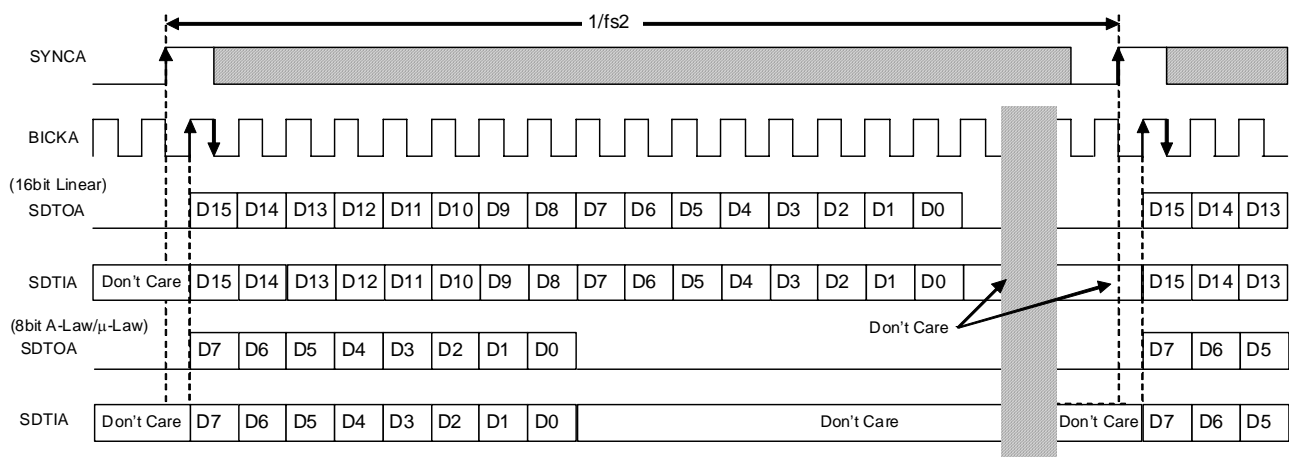 1/fs2
SYNCA
BICKA
(16bit Linear)
SDTOA D15 D14 D13 D12 D11 D10 D9 D8 D7 D6 D5 D4 D3 D2 D1 D0 D15 D14 D13
SDTIA Don't Care D15 D14 D13 D12 D11 D10 D9 D8 D7 D6 D5 D4 D3 D2 D1 D0 D15 D14 D13
(8bit A-Law/μ-Law)
Don't Care
SDTOA D7 D6 D5 D4 D3 D2 D1 D0 D7 D6 D5
SDTIA Don't Care D7 D6 D5 D4 D3 D2 D1 D0 Don't Care Don't Care D7 D6 D5